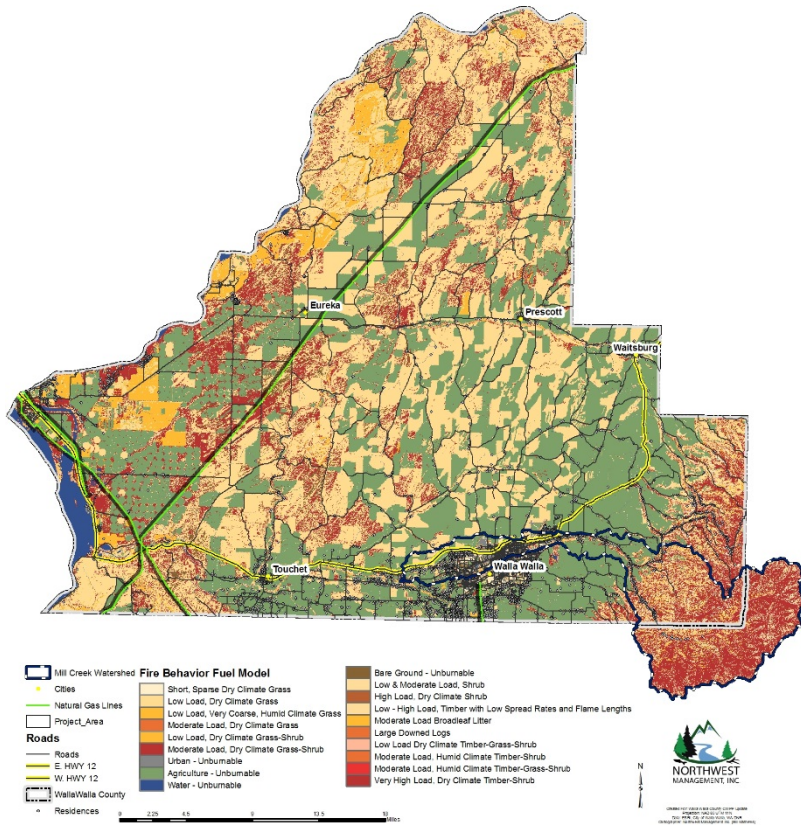 Eureka
Prescott
Waitsburg
Touchet
Walla Walla
Mill Creek Watershed
Cities
Natural Gas Lines
Project_Area
Roads
Roads
E. HWY 12
W. HWY 12
WallaWalla County
Residences
Fire Behavior Fuel Model
Short, Sparse Dry Climate Grass
Low Load, Dry Climate Grass
Low Load, Very Coarse, Humid Climate Grass
Moderate Load, Dry Climate Grass
Low Load, Dry Climate Grass-Shrub
Moderate Load, Dry Climate Grass-Shrub
Urban - Unburnable
Agriculture - Unburnable
Water - Unburnable
Bare Ground - Unburnable
Low & Moderate Load, Shrub
High Load, Dry Climate Shrub
Low - High Load, Timber with Low Spread Rates and Flame Lengths
Moderate Load Broadleaf Litter
Large Downed Logs
Low Load Dry Climate Timber-Grass-Shrub
Moderate Load, Humid Climate Timber-Shrub
Moderate Load, Humid Climate Timber-Grass-Shrub
Very High Load, Dry Climate Timber-Shrub
0 2.25 4.5 9 13.5 18
Miles
N
NORTHWEST
MANAGEMENT, INC